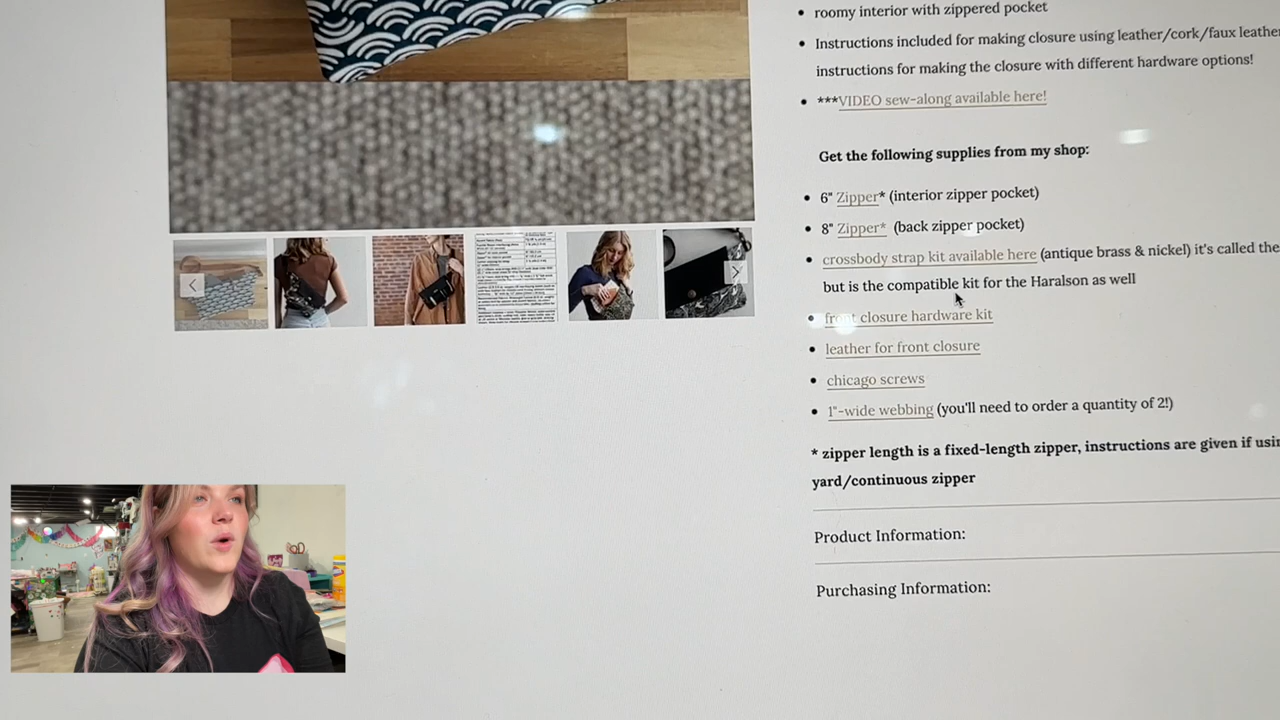 roomy interior with zippered pocket
Instructions included for making closure using leather/cork/faux leathe
instructions for making the closure with different hardware options!
***VIDEO sew-along available here!
Get the following supplies from my shop:
6" Zipper* (interior zipper pocket)
8" Zipper* (back zipper pocket)
crossbody strap kit available here (antique brass & nickel) it's called the
but is the compatible kit for the Haralson as well
front closure hardware kit
leather for front closure
chicago screws
1"-wide webbing (you'll need to order a quantity of 2!)
* zipper length is a fixed-length zipper, instructions are given if usi
yard/continuous zipper
Product Information:
Purchasing Information: